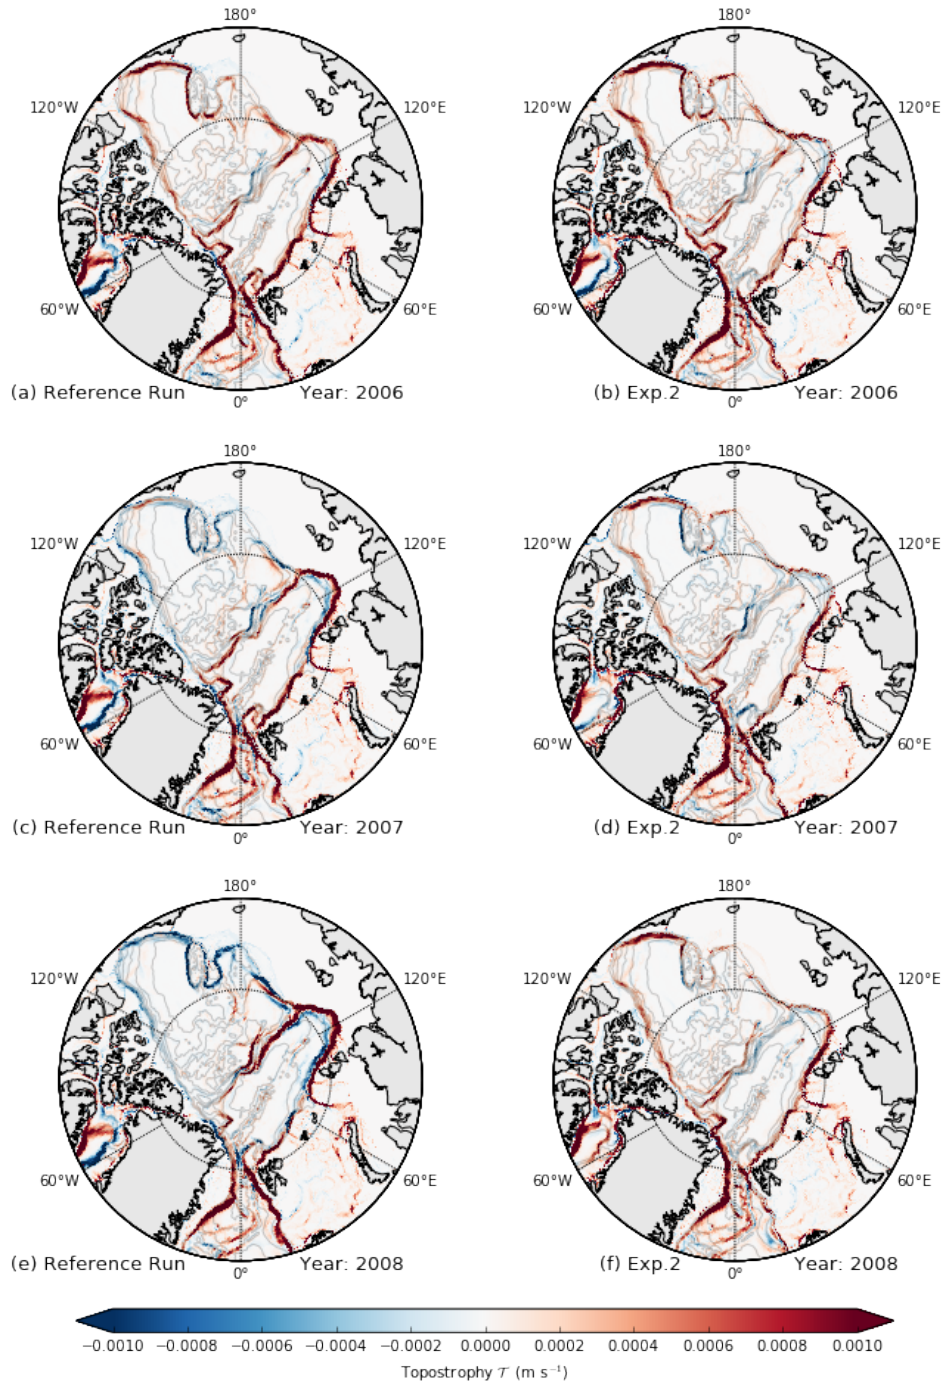 180° 180°
120°W 120°E 120°W 120°E
60°W 60°E 60°W 60°E
(a) Reference Run Year: 2006 (b) Exp.2 Year: 2006
0° 0°
180° 180°
120°W 120°E 120°W 120°E
60°W 60°E 60°W 60°E
(c) Reference Run Year: 2007 (d) Exp.2 Year: 2007
0° 0°
180° 180°
120°W 120°E 120°W 120°E
60°W 60°E 60°W 60°E
(e) Reference Run Year: 2008 (f) Exp.2 Year: 2008
0° 0°
−0.0010 −0.0008 −0.0006 −0.0004 −0.0002 0.0000 0.0002 0.0004 0.0006 0.0008 0.0010
Topostrophy 𝒯 (m s⁻¹)